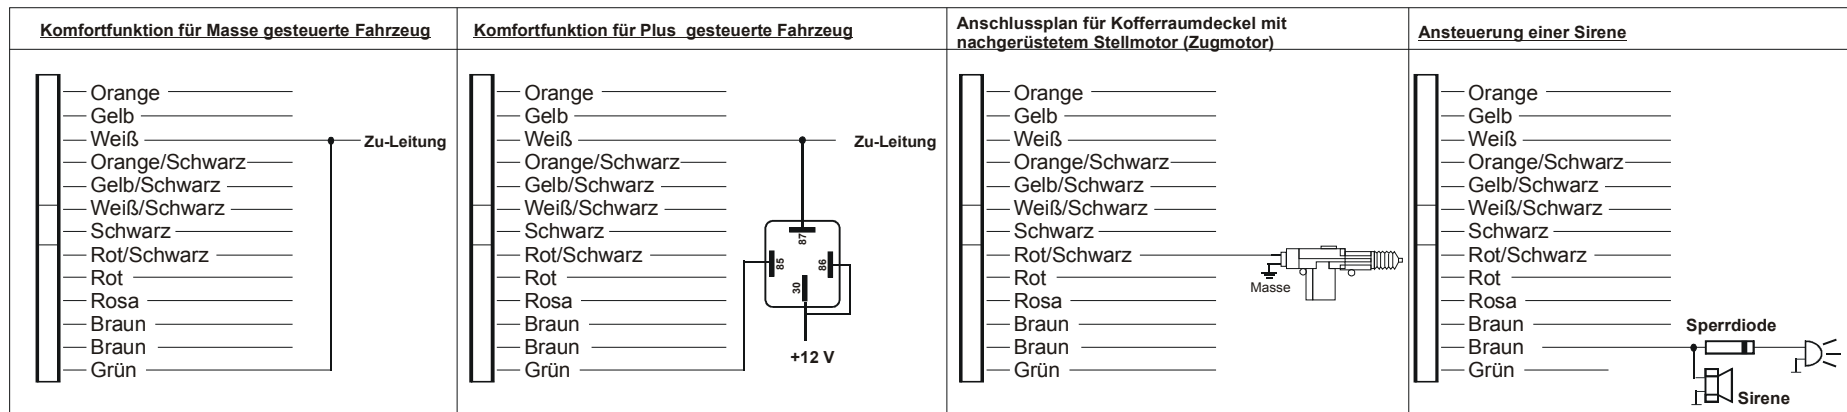 Komfortfunktion für Masse gesteuerte Fahrzeug
Orange
Gelb
Weiß
Zu-Leitung
Orange/Schwarz
Gelb/Schwarz
Weiß/Schwarz
Schwarz
Rot/Schwarz
Rot
Rosa
Braun
Braun
Grün
Komfortfunktion für Plus gesteuerte Fahrzeug
Orange
Gelb
Weiß
Zu-Leitung
Orange/Schwarz
Gelb/Schwarz
Weiß/Schwarz
Schwarz
Rot/Schwarz
Rot
Rosa
Braun
Braun
Grün
87
85
86
30
+12 V
Anschlussplan für Kofferraumdeckel mit
nachgerüstetem Stellmotor (Zugmotor)
Orange
Gelb
Weiß
Orange/Schwarz
Gelb/Schwarz
Weiß/Schwarz
Schwarz
Rot/Schwarz
Rot
Rosa
Braun
Braun
Grün
Masse
Ansteuerung einer Sirene
Orange
Gelb
Weiß
Orange/Schwarz
Gelb/Schwarz
Weiß/Schwarz
Schwarz
Rot/Schwarz
Rot
Rosa
Braun
Braun
Grün
Sperrdiode
Sirene